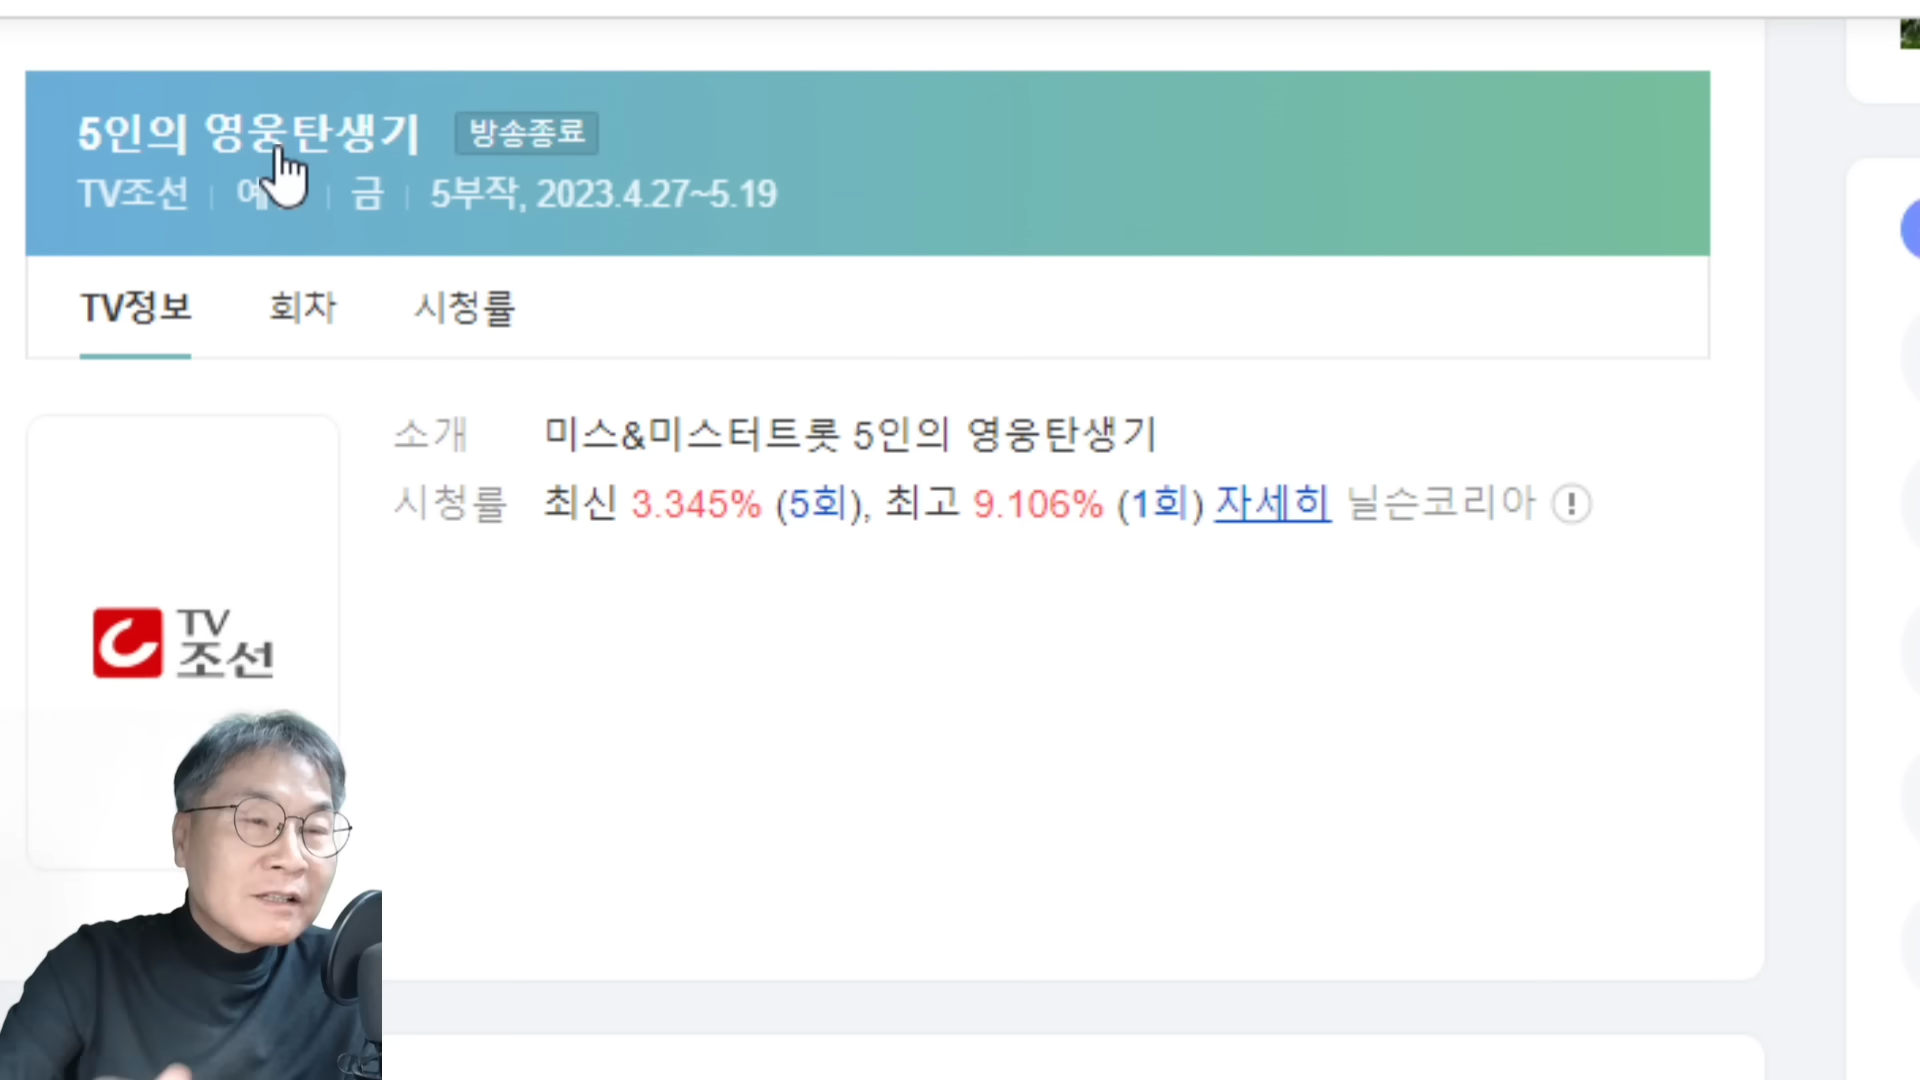 5인의 영웅탄생기 방송종료
TV조선 | 금 | 5부작, 2023.4.27~5.19
TV정보 회차 시청률
소개 미스&미스터트롯 5인의 영웅탄생기
시청률 최신 3.345% (5회), 최고 9.106% (1회) 자세히 닐슨코리아
TV
조선